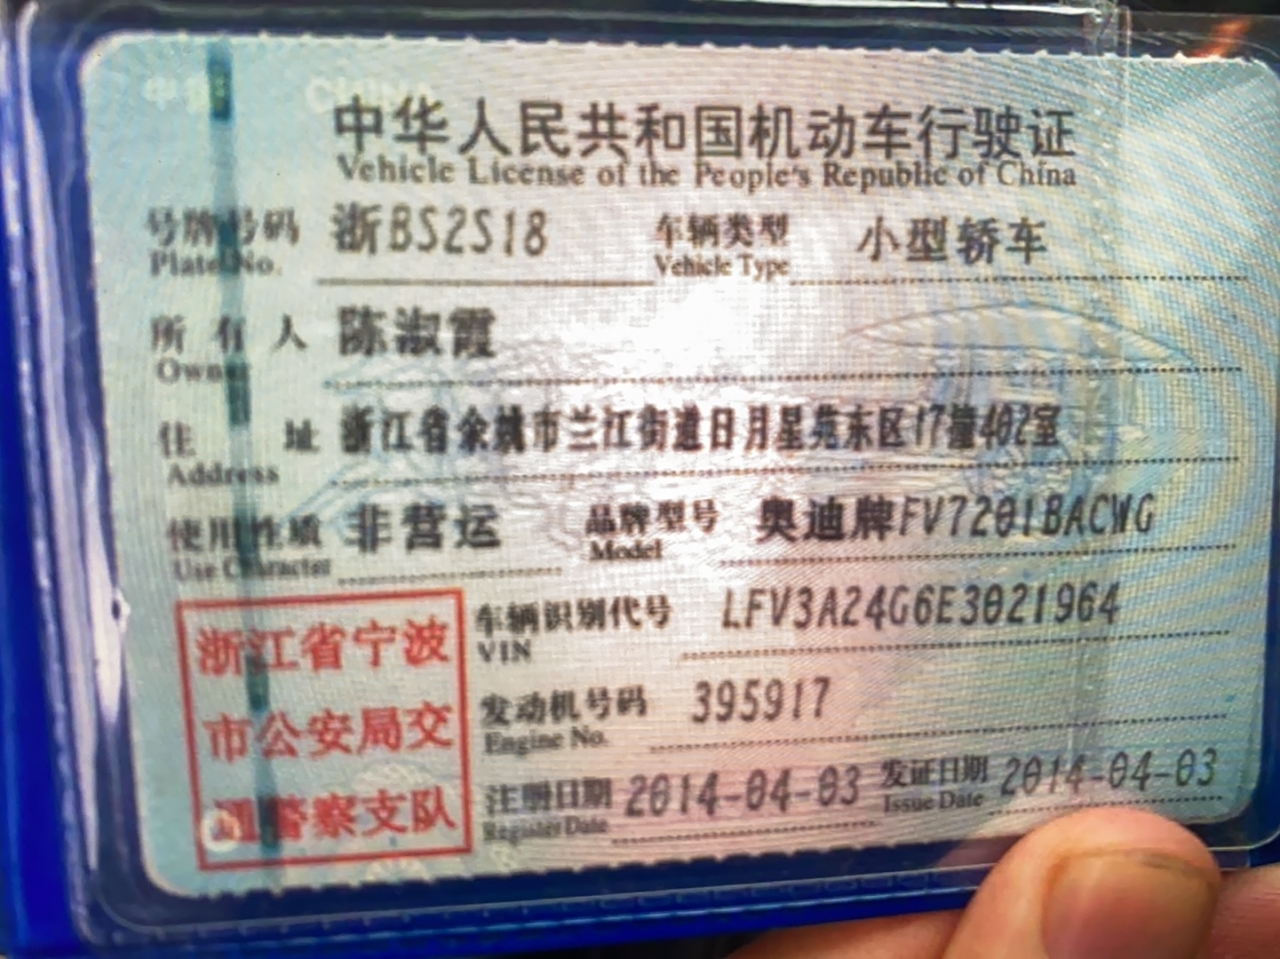 中华人民共和国机动车行驶证
Vehicle License of the People's Republic of China
号牌号码 浙BS2S18 车辆类型 小型轿车
Plate No. Vehicle Type
所有人 陈淑霞
Owner
住址 浙江省余姚市兰江街道日月星苑东区17幢402室
Address
使用性质 非营运 品牌型号 奥迪牌FV7201BACWG
Use Character Model
浙江省宁波
市公安局交
通警察支队
车辆识别代号 LFV3A24G6E3021964
VIN
发动机号码 395917
Engine No.
注册日期 2014-04-03 发证日期 2014-04-03
Register Date Issue Date